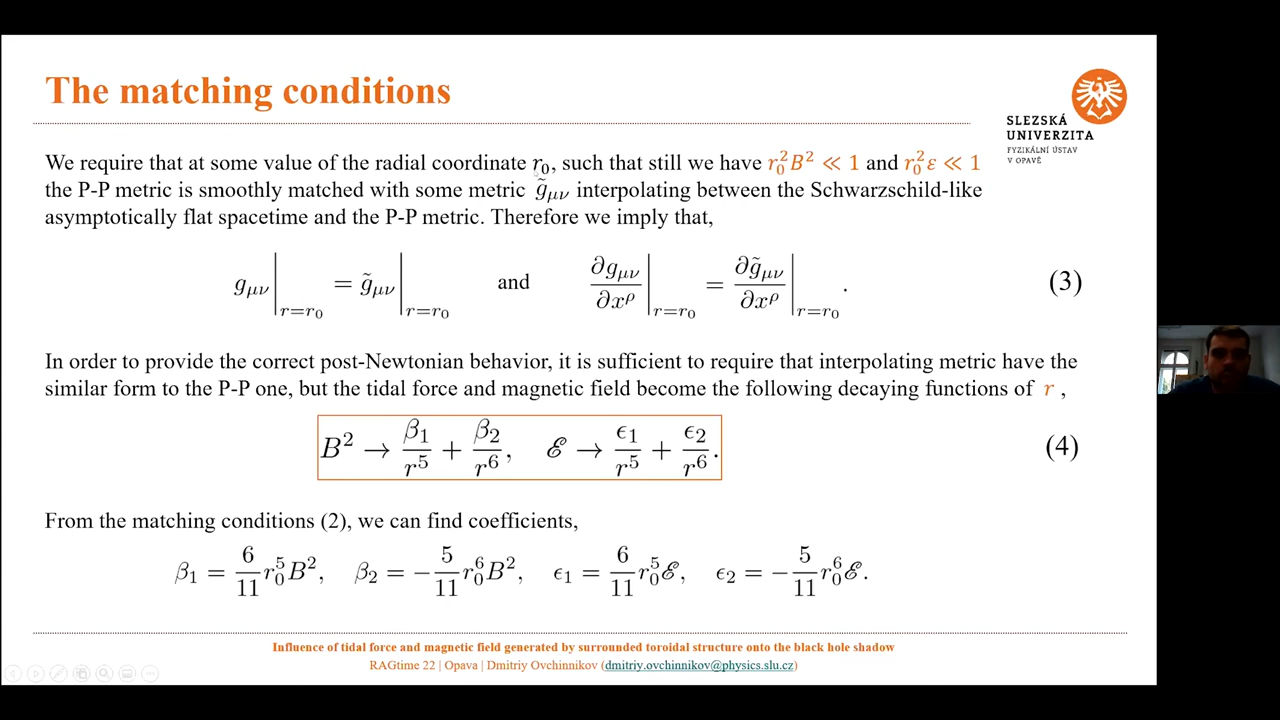 The matching conditions
SLEZSKÁ
UNIVERZITA
FYZIKÁLNÍ ÚSTAV
V OPAVĚ
We require that at some value of the radial coordinate r₀, such that still we have r₀²B² ≪ 1 and r₀²ε ≪ 1
the P-P metric is smoothly matched with some metric g̃μν interpolating between the Schwarzschild-like
asymptotically flat spacetime and the P-P metric. Therefore we imply that,
gμν|r=r₀ = g̃μν|r=r₀ and ∂gμν/∂xρ|r=r₀ = ∂g̃μν/∂xρ|r=r₀ . (3)
In order to provide the correct post-Newtonian behavior, it is sufficient to require that interpolating metric have the
similar form to the P-P one, but the tidal force and magnetic field become the following decaying functions of r ,
B² → β₁/r⁵ + β₂/r⁶, ℰ → ϵ₁/r⁵ + ϵ₂/r⁶. (4)
From the matching conditions (2), we can find coefficients,
β₁ = 6/11 r₀⁵B², β₂ = −5/11 r₀⁶B², ϵ₁ = 6/11 r₀⁵ℰ, ϵ₂ = −5/11 r₀⁶ℰ.
Influence of tidal force and magnetic field generated by surrounded toroidal structure onto the black hole shadow
RAGtime 22 | Opava | Dmitriy Ovchinnikov (dmitriy.ovchinnikov@physics.slu.cz)